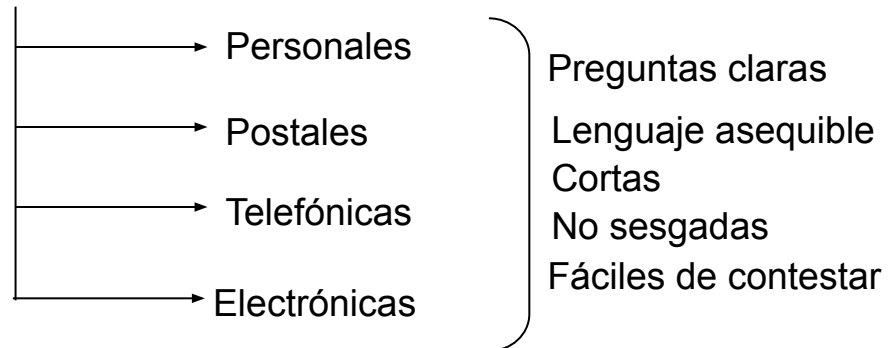 Personales
Postales
Telefónicas
Electrónicas
Preguntas claras
Lenguaje asequible
Cortas
No sesgadas
Fáciles de contestar